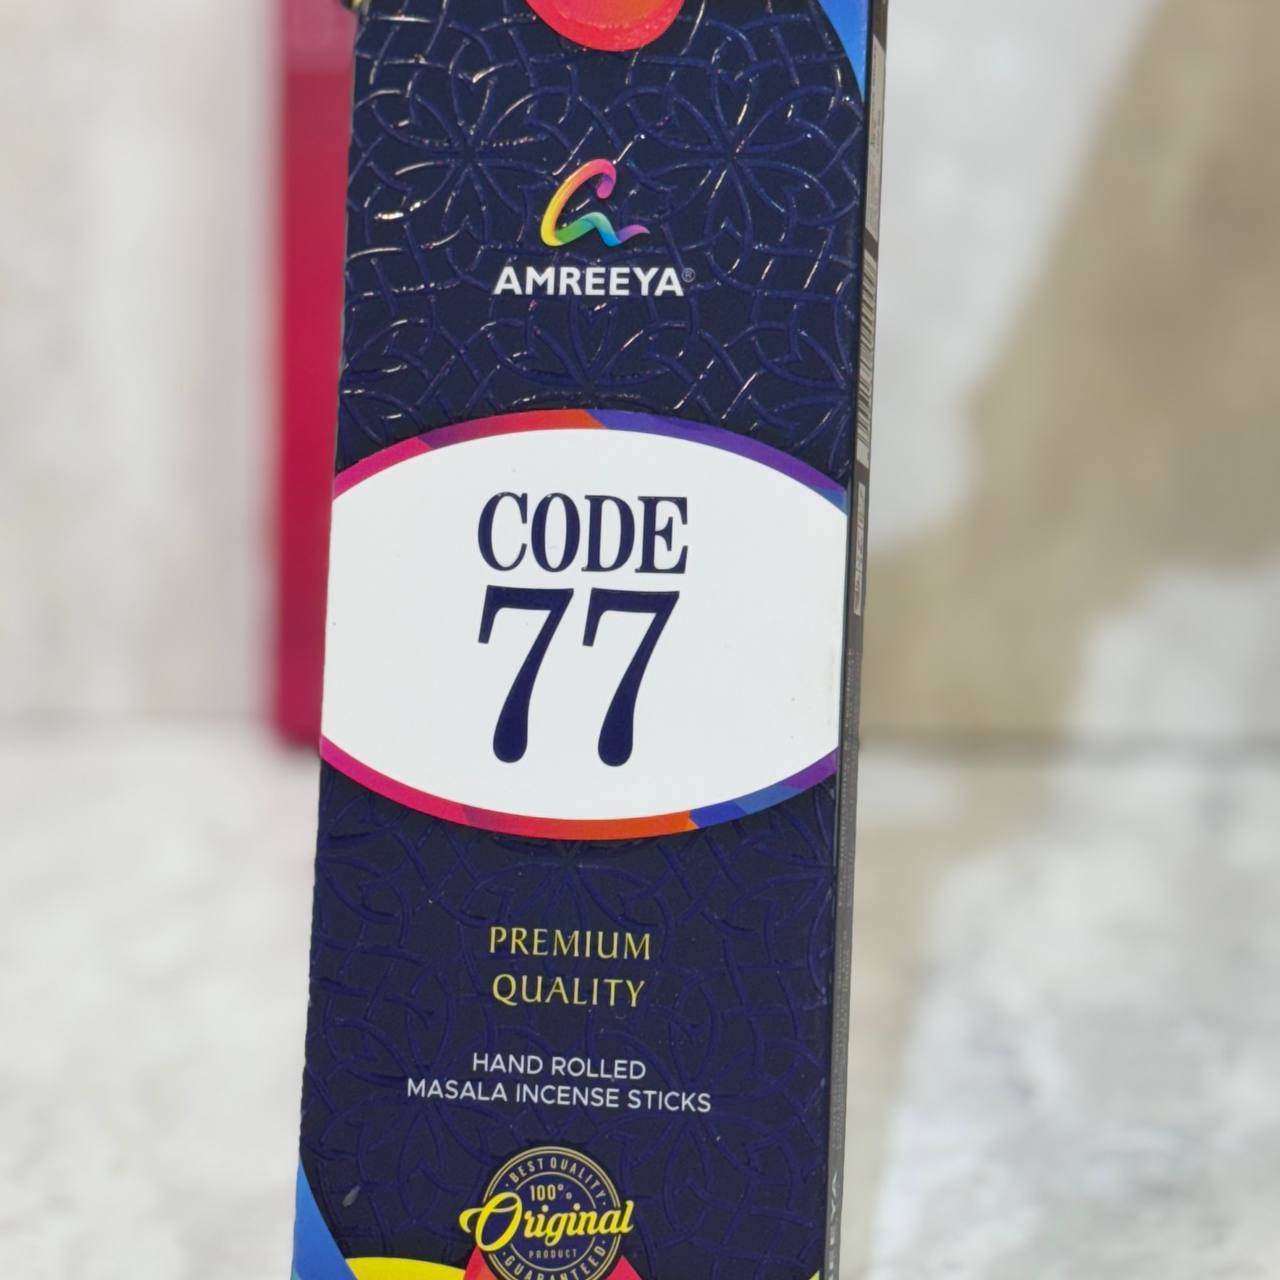 AMREEYA®
CODE
77
PREMIUM
QUALITY
HAND ROLLED
MASALA INCENSE STICKS
BEST QUALITY
100%
Original
PRODUCT
GUARANTEED